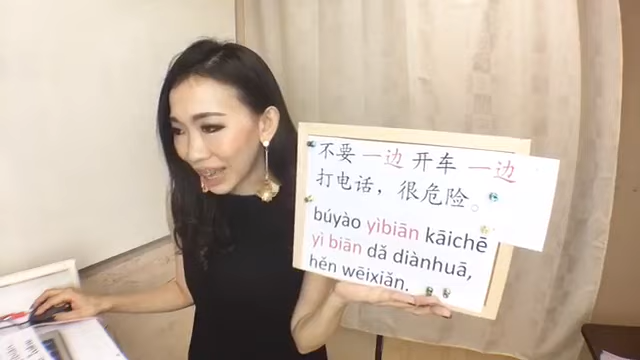 不要 一边 开车 一边
打电话，很危险。
búyào yìbiān kāichē
yì biān dǎ diànhuā,
hěn wēixiǎn.